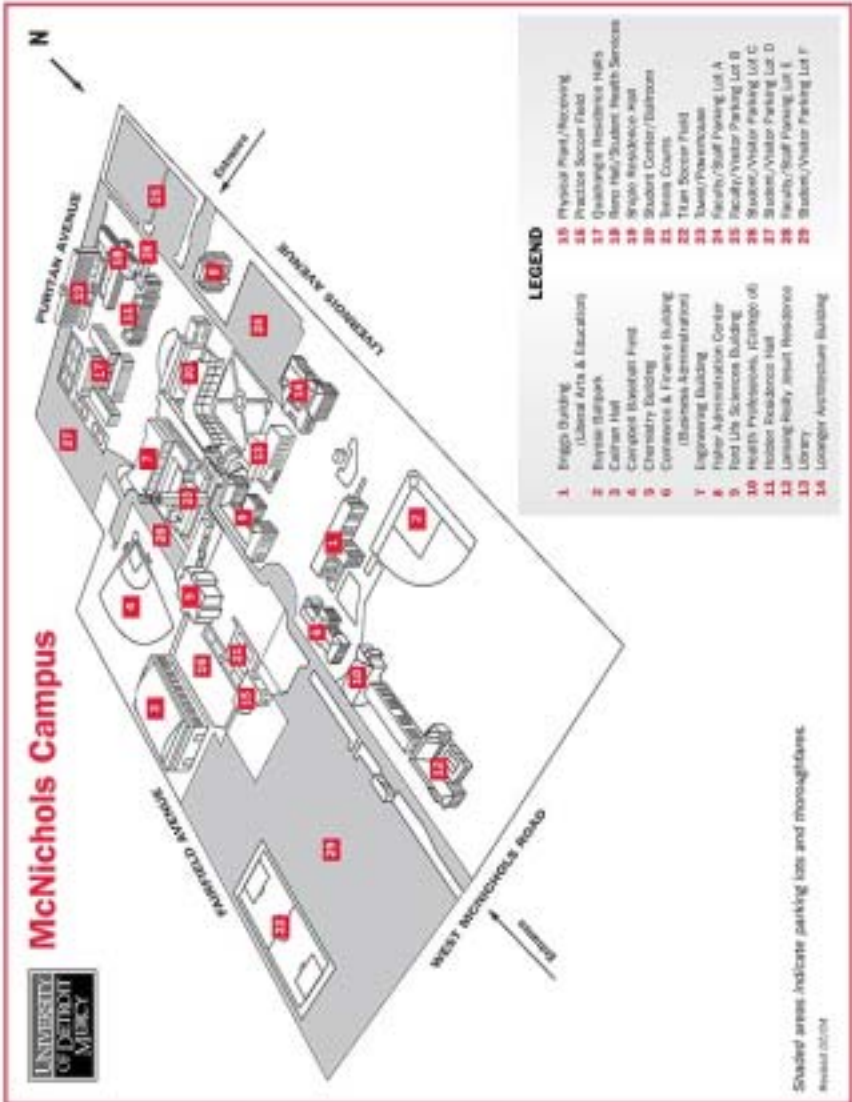 UNIVERSITY
OF DETROIT
MERCY
McNichols Campus
N
PURITAN AVENUE
Entrance
LIVERNOIS AVENUE
FAIRFIELD AVENUE
WEST MCNICHOLS ROAD
Entrance
LEGEND
1 Briggs Building
(Liberal Arts & Education)
2 Buysse Ballpark
3 Calihan Hall
4 Campbell Baseball Field
5 Chemistry Building
6 Commerce & Finance Building
(Business Administration)
7 Engineering Building
8 Fisher Administration Center
9 Ford Life Sciences Building
10 Health Professions, (College of)
11 Holden Residence Hall
12 Lansing-Reilly Jesuit Residence
13 Library
14 Loranger Architecture Building
15 Physical Plant/Receiving
16 Practice Soccer Field
17 Quadrangle Residence Halls
18 Reno Hall/Student Health Services
19 Shiple Residence Hall
20 Student Center/Ballroom
21 Tennis Courts
22 Titan Soccer Field
23 Tower/Powerhouse
24 Faculty/Staff Parking Lot A
25 Faculty/Visitor Parking Lot B
26 Student/Visitor Parking Lot C
27 Student/Visitor Parking Lot D
28 Faculty/Staff Parking Lot E
29 Student/Visitor Parking Lot F
Shaded areas indicate parking lots and thoroughfares.
Revised